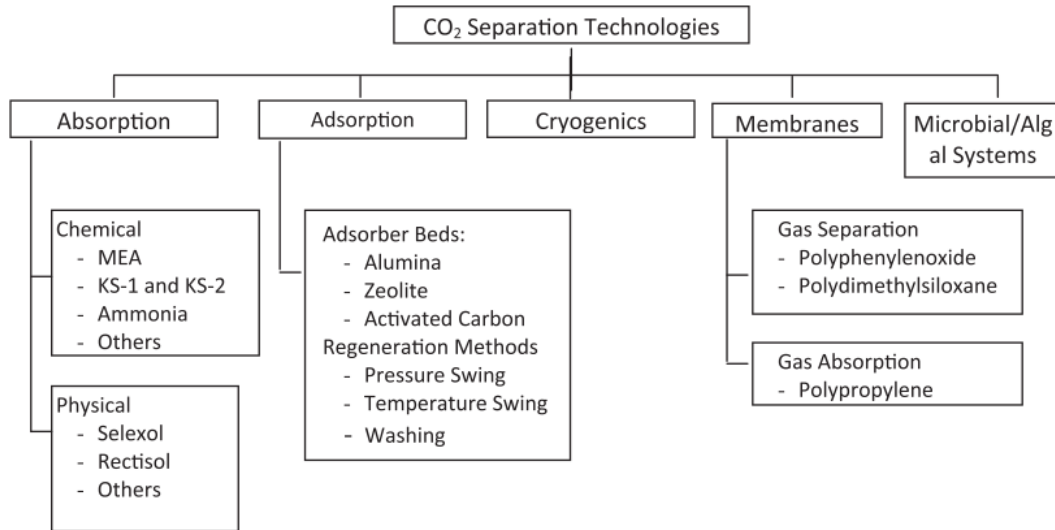 CO₂ Separation Technologies
Absorption
Adsorption
Cryogenics
Membranes
Microbial/Alg
al Systems
Chemical
- MEA
- KS-1 and KS-2
- Ammonia
- Others
Physical
- Selexol
- Rectisol
- Others
Adsorber Beds:
- Alumina
- Zeolite
- Activated Carbon
Regeneration Methods
- Pressure Swing
- Temperature Swing
- Washing
Gas Separation
- Polyphenylenoxide
- Polydimethylsiloxane
Gas Absorption
- Polypropylene